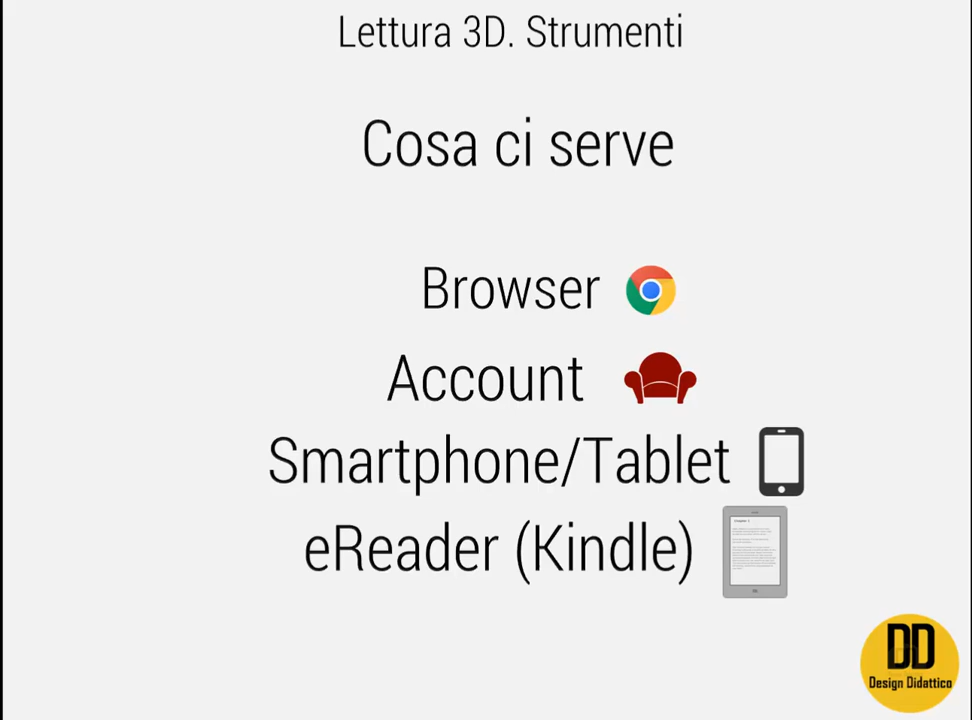 Lettura 3D. Strumenti
Cosa ci serve
Browser
Account
Smartphone/Tablet
eReader (Kindle)
DD
Design Didattico